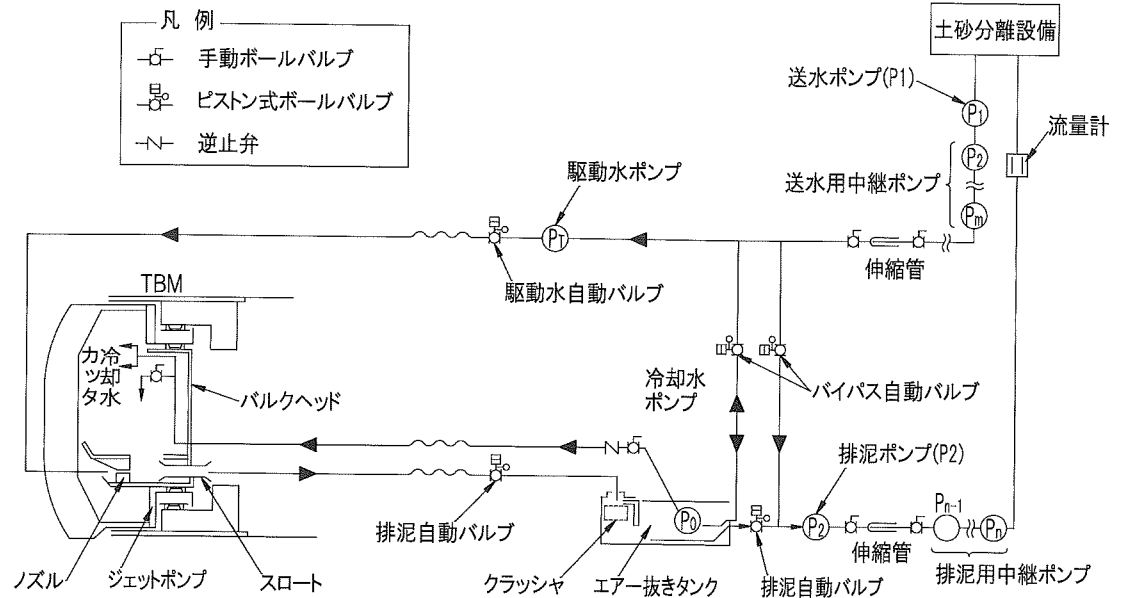 凡 例
手動ボールバルブ
ピストン式ボールバルブ
逆止弁
土砂分離設備
送水ポンプ(P1)
P1
流量計
P2
送水用中継ポンプ
Pm
駆動水ポンプ
PT
伸縮管
駆動水自動バルブ
TBM
カッタ冷却水
バルクヘッド
冷却水
ポンプ
バイパス自動バルブ
排泥ポンプ(P2)
排泥自動バルブ
P0
P2
Pn-1
Pn
伸縮管
ノズル
ジェットポンプ
スロート
クラッシャ
エアー抜きタンク
排泥自動バルブ
排泥用中継ポンプ